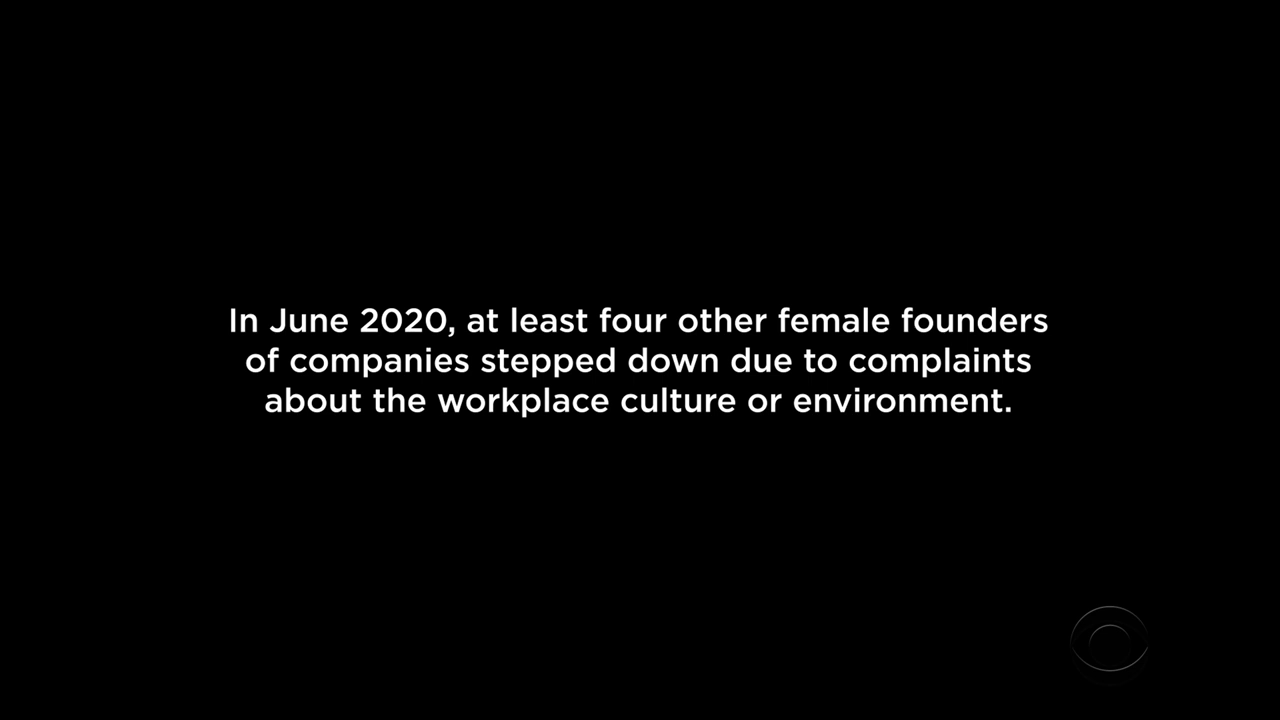 In June 2020, at least four other female founders
of companies stepped down due to complaints
about the workplace culture or environment.